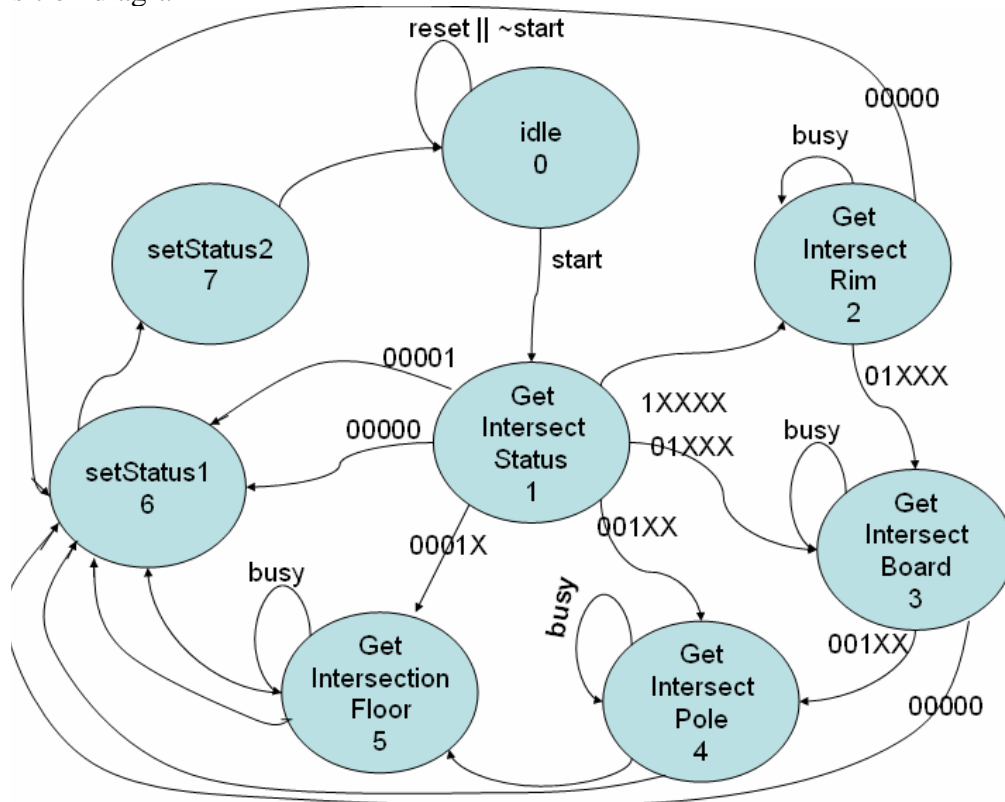 reset || ~start
idle
0
00000
busy
Get
Intersect
Rim
2
setStatus2
7
start
00001
01XXX
Get
Intersect
Status
1
1XXXX
00000
01XXX
busy
setStatus1
6
Get
Intersect
Board
3
0001X
001XX
busy
busy
Get
Intersection
Floor
5
Get
Intersect
Pole
4
001XX
00000